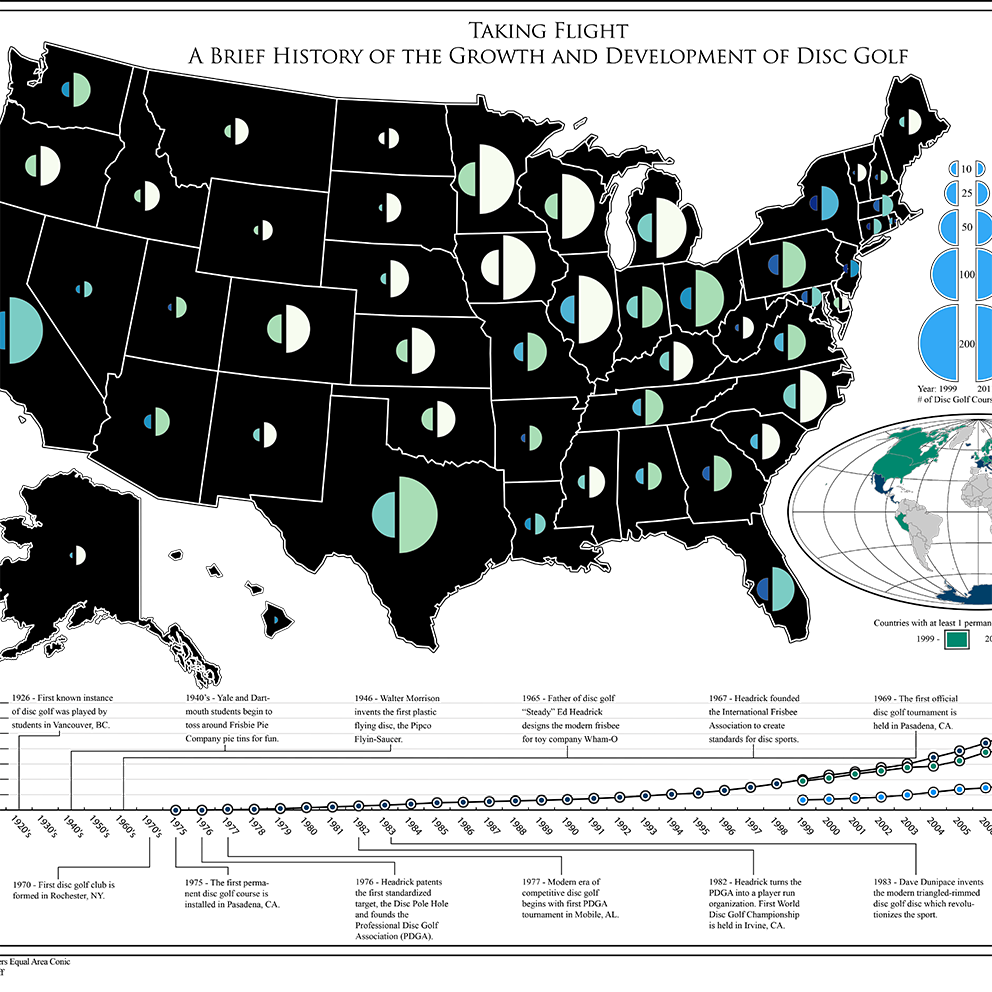 TAKING FLIGHT
A BRIEF HISTORY OF THE GROWTH AND DEVELOPMENT OF DISC GOLF
10
25
50
100
200
Year: 1999 201
# of Disc Golf Cours
Countries with at least 1 perman
1999 - 20
1926 - First known instance
of disc golf was played by
students in Vancouver, BC.
1940's - Yale and Dart-
mouth students begin to
toss around Frisbie Pie
Company pie tins for fun.
1946 - Walter Morrison
invents the first plastic
flying disc, the Pipco
Flyin-Saucer.
1965 - Father of disc golf
“Steady” Ed Headrick
designs the modern frisbee
for toy company Wham-O
1967 - Headrick founded
the International Frisbee
Association to create
standards for disc sports.
1969 - The first official
disc golf tournament is
held in Pasadena, CA.
1920's
1930's
1940's
1950's
1960's
1970's
1975
1976
1977
1978
1979
1980
1981
1982
1983
1984
1985
1986
1987
1988
1989
1990
1991
1992
1993
1994
1995
1996
1997
1998
1999
2000
2001
2002
2003
2004
2005
200
1970 - First disc golf club is
formed in Rochester, NY.
1975 - The first perma-
nent disc golf course is
installed in Pasadena, CA.
1976 - Headrick patents
the first standardized
target, the Disc Pole Hole
and founds the
Professional Disc Golf
Association (PDGA).
1977 - Modern era of
competitive disc golf
begins with first PDGA
tournament in Mobile, AL.
1982 - Headrick turns the
PDGA into a player run
organization. First World
Disc Golf Championship
is held in Irvine, CA.
1983 - Dave Dunipace invents
the modern triangled-rimmed
disc golf disc which revolu-
tionizes the sport.
ers Equal Area Conic